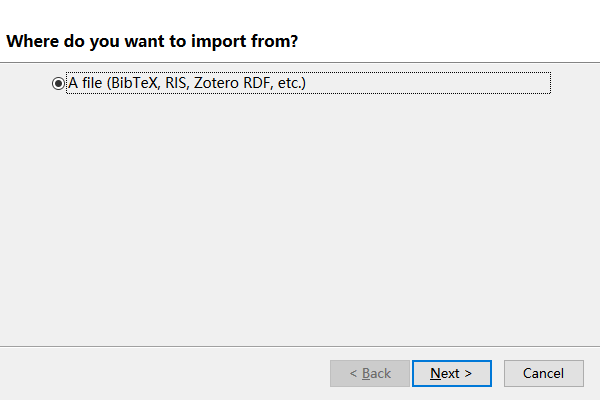 Where do you want to import from?
A file (BibTeX, RIS, Zotero RDF, etc.)
< Back
Next >
Cancel